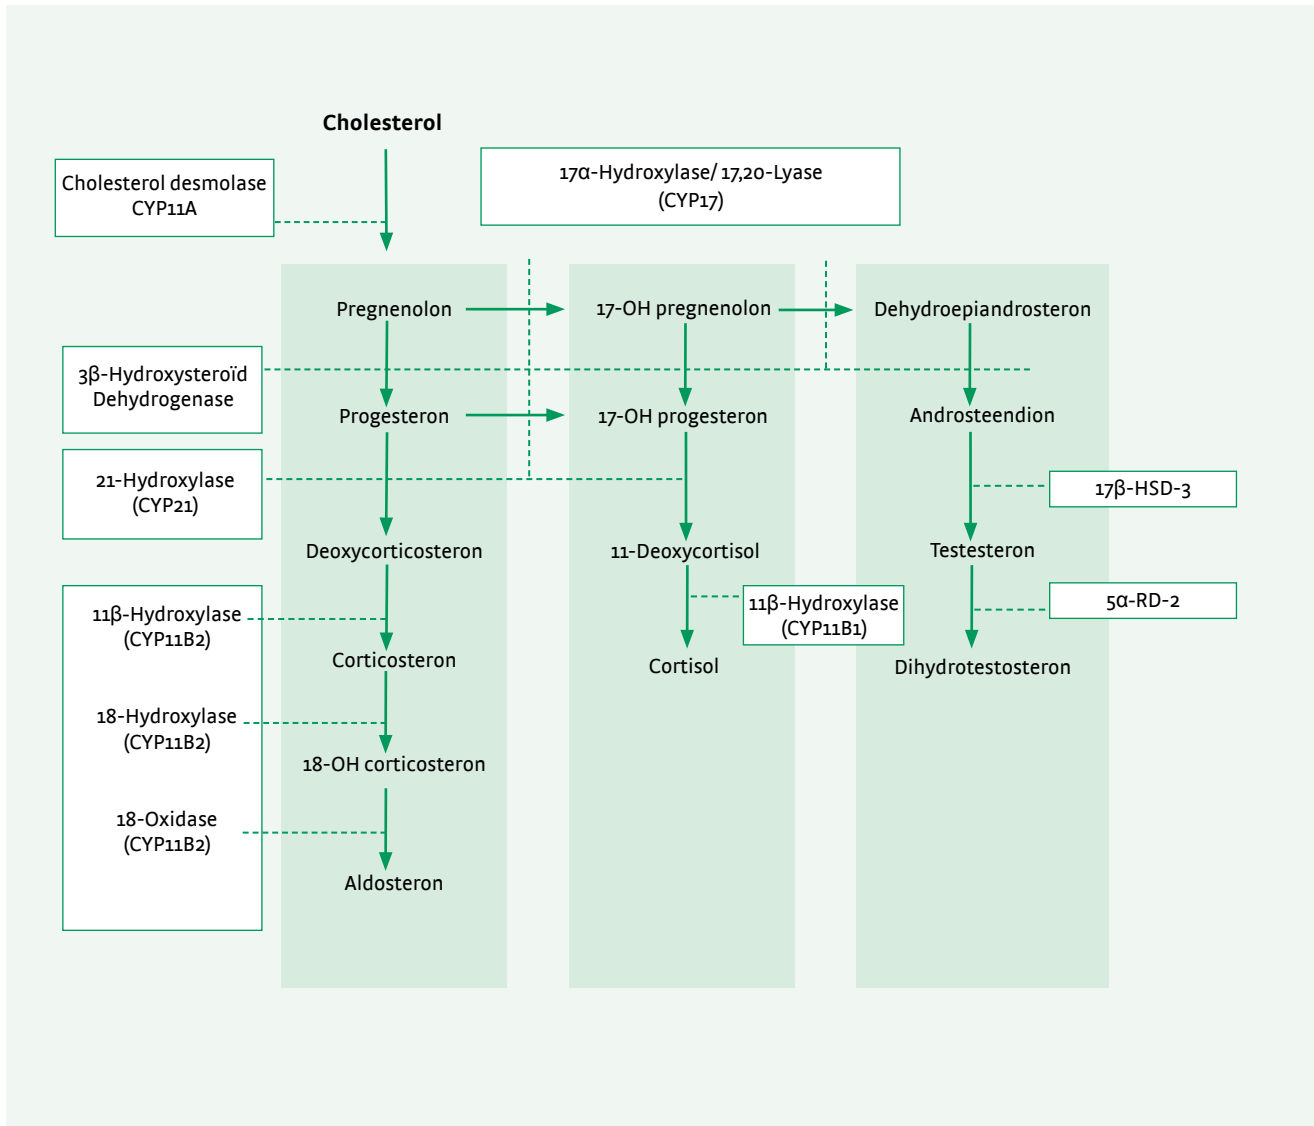 Cholesterol
Cholesterol desmolase
CYP11A
17α-Hydroxylase/ 17,20-Lyase
(CYP17)
Pregnenolon
17-OH pregnenolon
Dehydroepiandrosteron
3β-Hydroxysteroïd
Dehydrogenase
Progesteron
17-OH progesteron
Androsteendion
21-Hydroxylase
(CYP21)
17β-HSD-3
Deoxycorticosteron
11-Deoxycortisol
Testesteron
11β-Hydroxylase
(CYP11B2)
11β-Hydroxylase
(CYP11B1)
5α-RD-2
Corticosteron
Cortisol
Dihydrotestosteron
18-Hydroxylase
(CYP11B2)
18-OH corticosteron
18-Oxidase
(CYP11B2)
Aldosteron